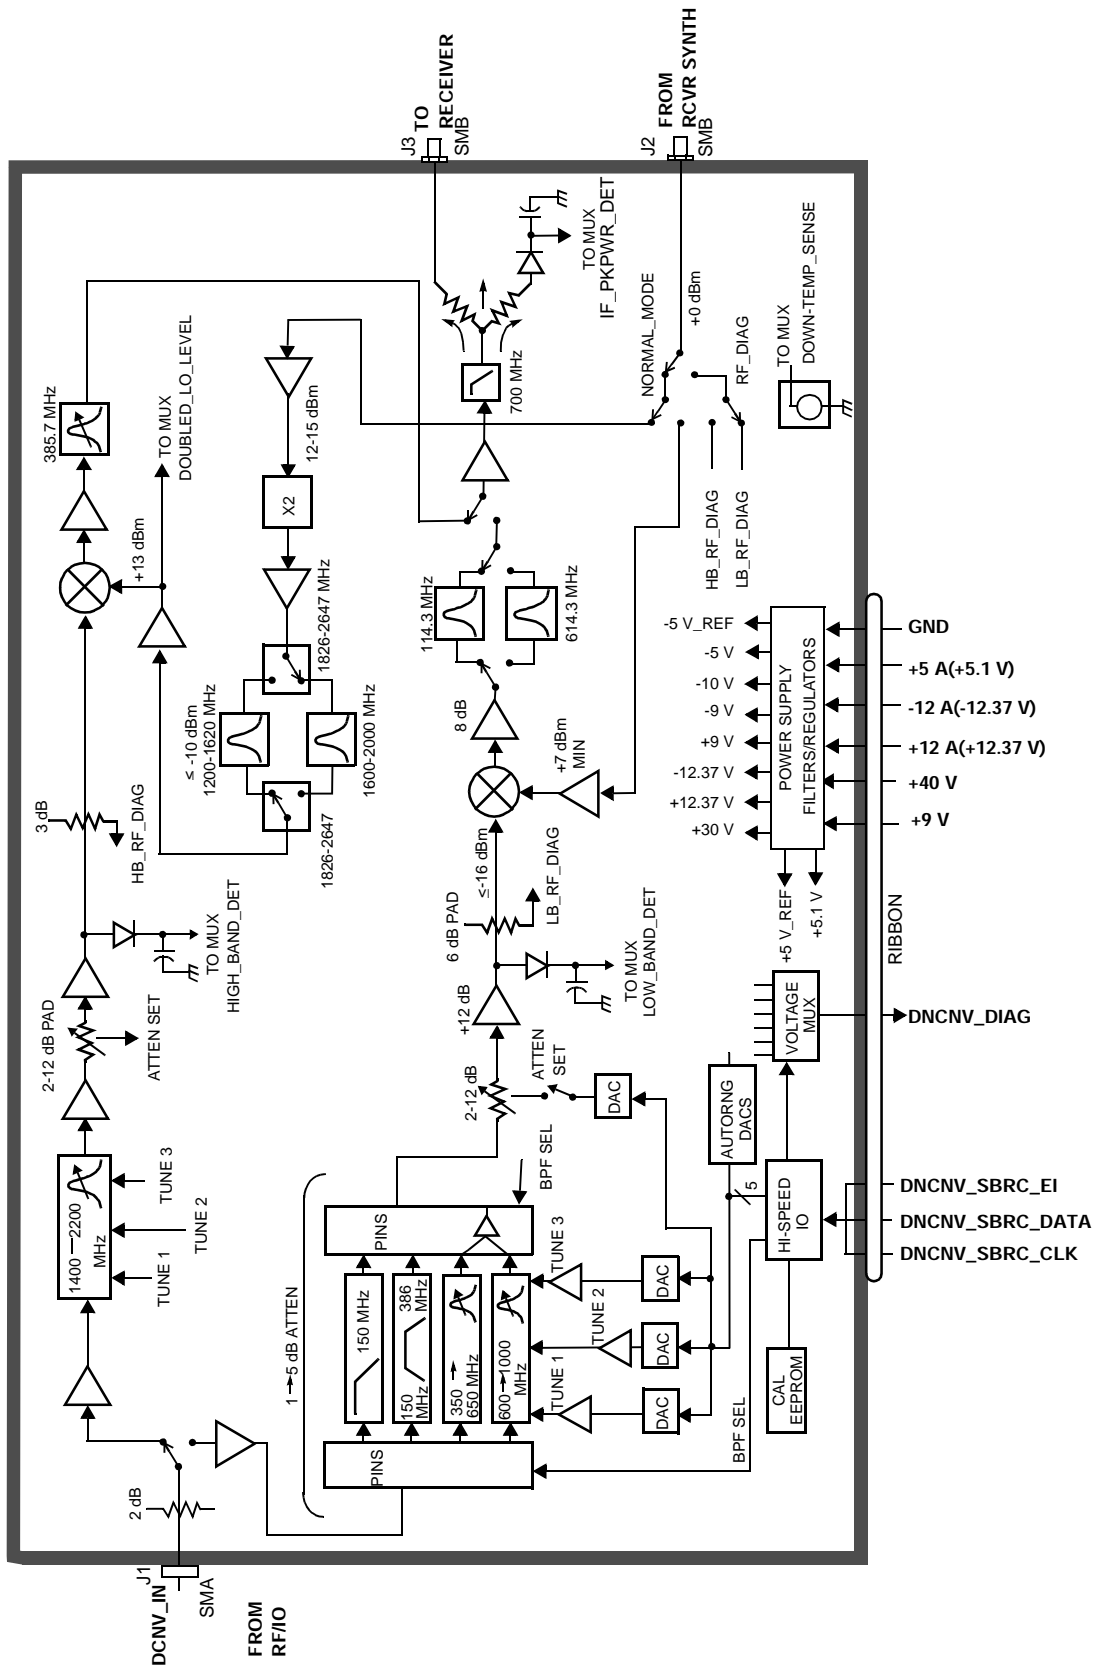 DCNV_IN
J1
SMA
FROM
RF/IO
2 dB
1400—2200
MHz
TUNE 1
TUNE 2
TUNE 3
2-12 dB PAD
ATTEN SET
TO MUX
HIGH_BAND_DET
3 dB
HB_RF_DIAG
+13 dBm
TO MUX
DOUBLED_LO_LEVEL
385.7 MHz
≤ -10 dBm
1200-1620 MHz
1600-2000 MHz
1826-2647
1826-2647 MHz
X2
12-15 dBm
J3
TO
RECEIVER
SMB
1
5 dB ATTEN
PINS
150 MHz
150
MHz
386
MHz
350
650 MHz
600
1000
MHz
PINS
BPF SEL
TUNE 1
TUNE 2
TUNE 3
DAC
DAC
DAC
BPF SEL
2-12 dB
ATTEN
SET
DAC
+12 dB
TO MUX
LOW_BAND_DET
6 dB PAD
LB_RF_DIAG
≤-16 dBm
+7 dBm
MIN
8 dB
114.3 MHz
614.3 MHz
700 MHz
TO MUX
IF_PKPWR_DET
J2
FROM
RCVR SYNTH
SMB
+0 dBm
NORMAL_MODE
RF_DIAG
HB_RF_DIAG
LB_RF_DIAG
TO MUX
DOWN-TEMP_SENSE
CAL
EEPROM
HI-SPEED
IO
5
AUTORNG
DACS
VOLTAGE
MUX
+5 V_REF
+5.1 V
POWER SUPPLY
FILTERS/REGULATORS
-5 V_REF
-5 V
-10 V
-9 V
+9 V
-12.37 V
+12.37 V
+30 V
RIBBON
GND
+5 A(+5.1 V)
-12 A(-12.37 V)
+12 A(+12.37 V)
+40 V
+9 V
DNCNV_DIAG
DNCNV_SBRC_EI
DNCNV_SBRC_DATA
DNCNV_SBRC_CLK